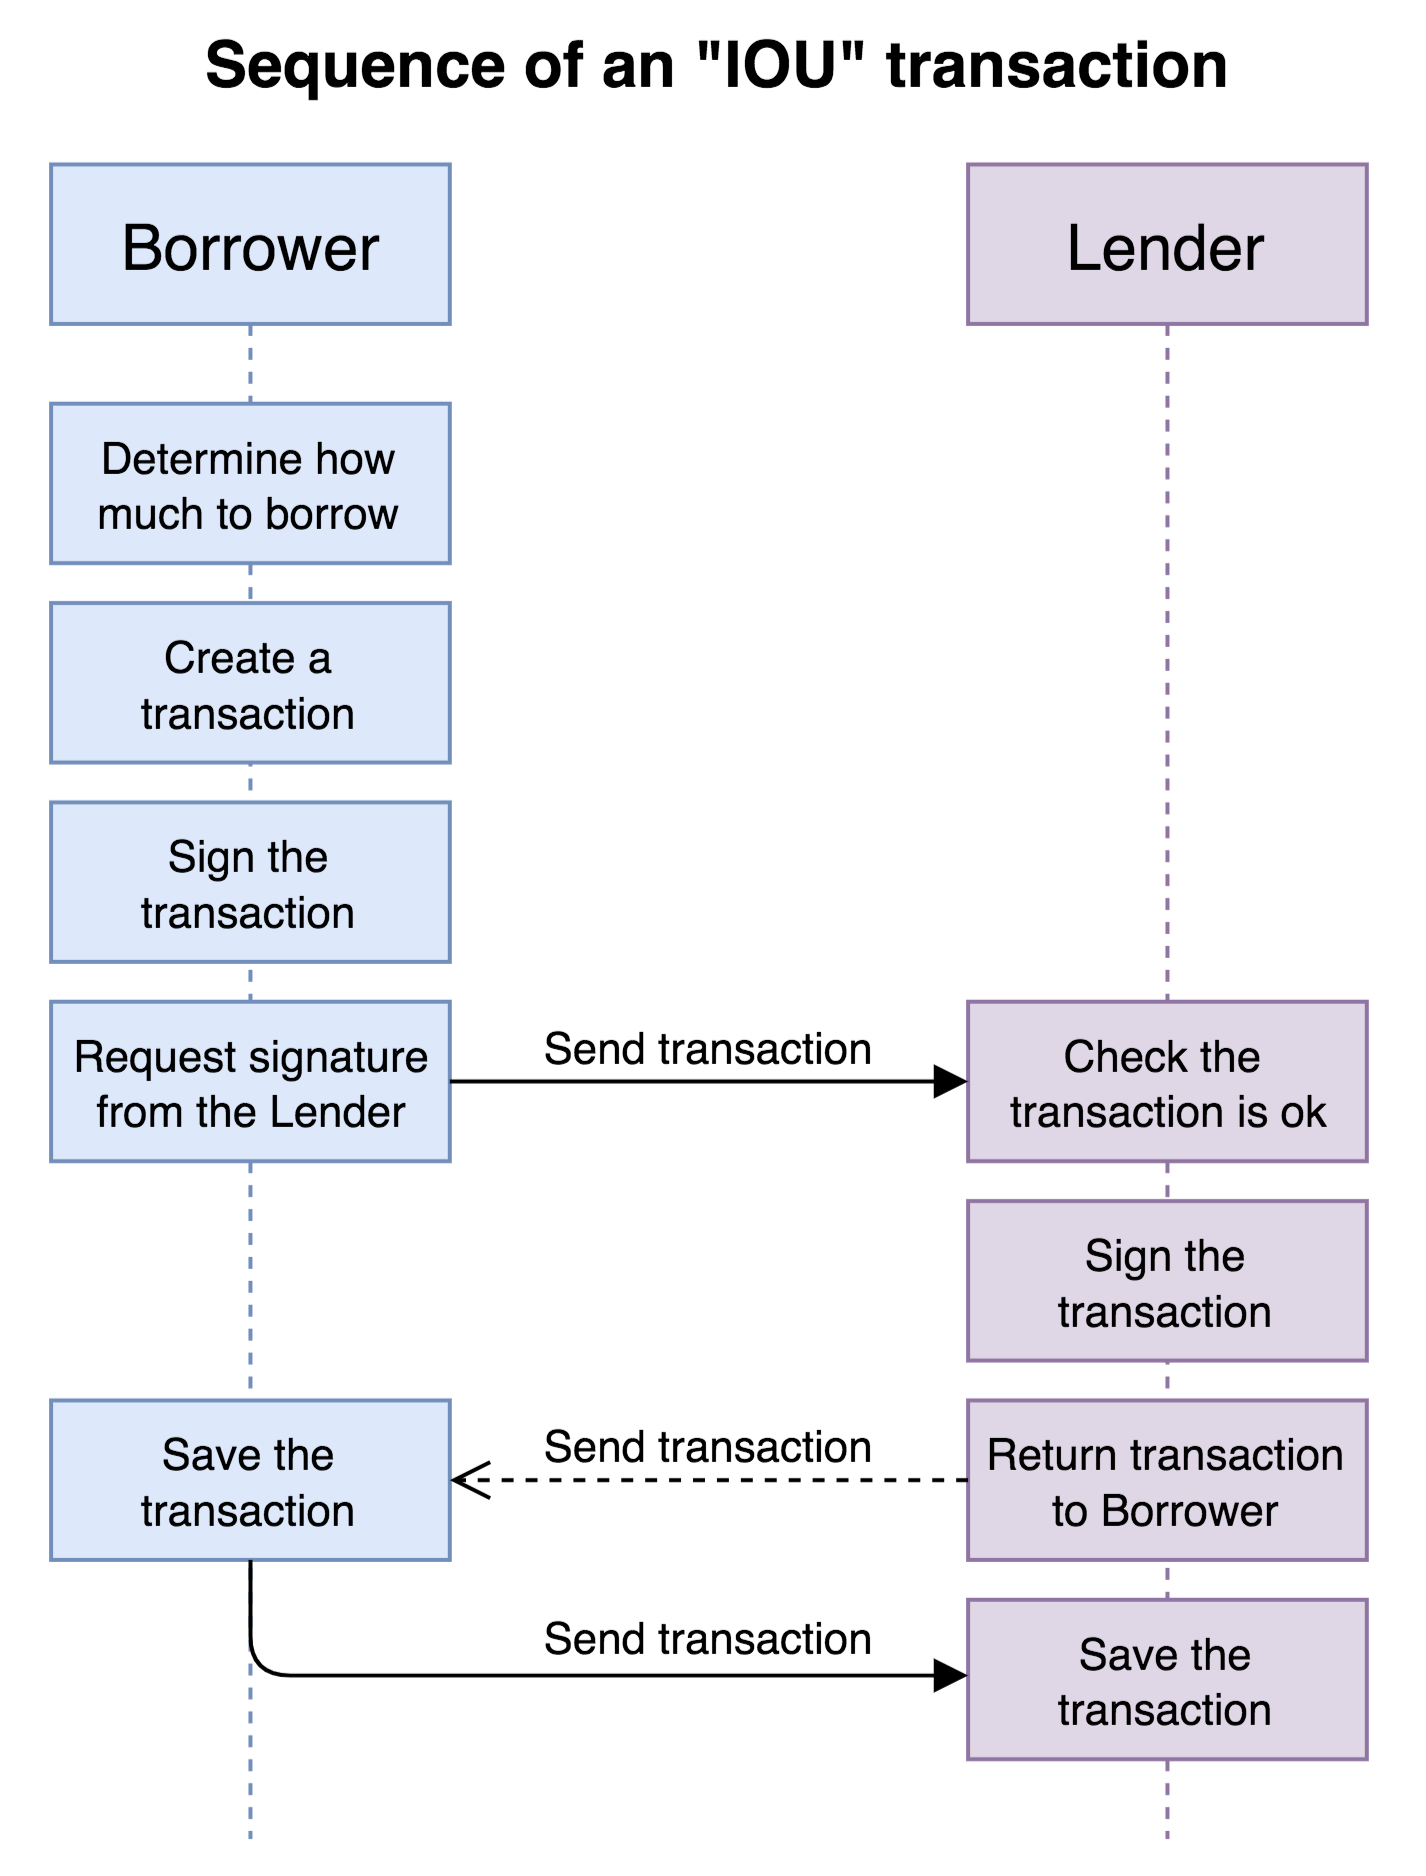 Sequence of an "IOU" transaction
Borrower
Lender
Determine how
much to borrow
Create a
transaction
Sign the
transaction
Request signature
from the Lender
Send transaction
Check the
transaction is ok
Sign the
transaction
Save the
transaction
Send transaction
Return transaction
to Borrower
Send transaction
Save the
transaction